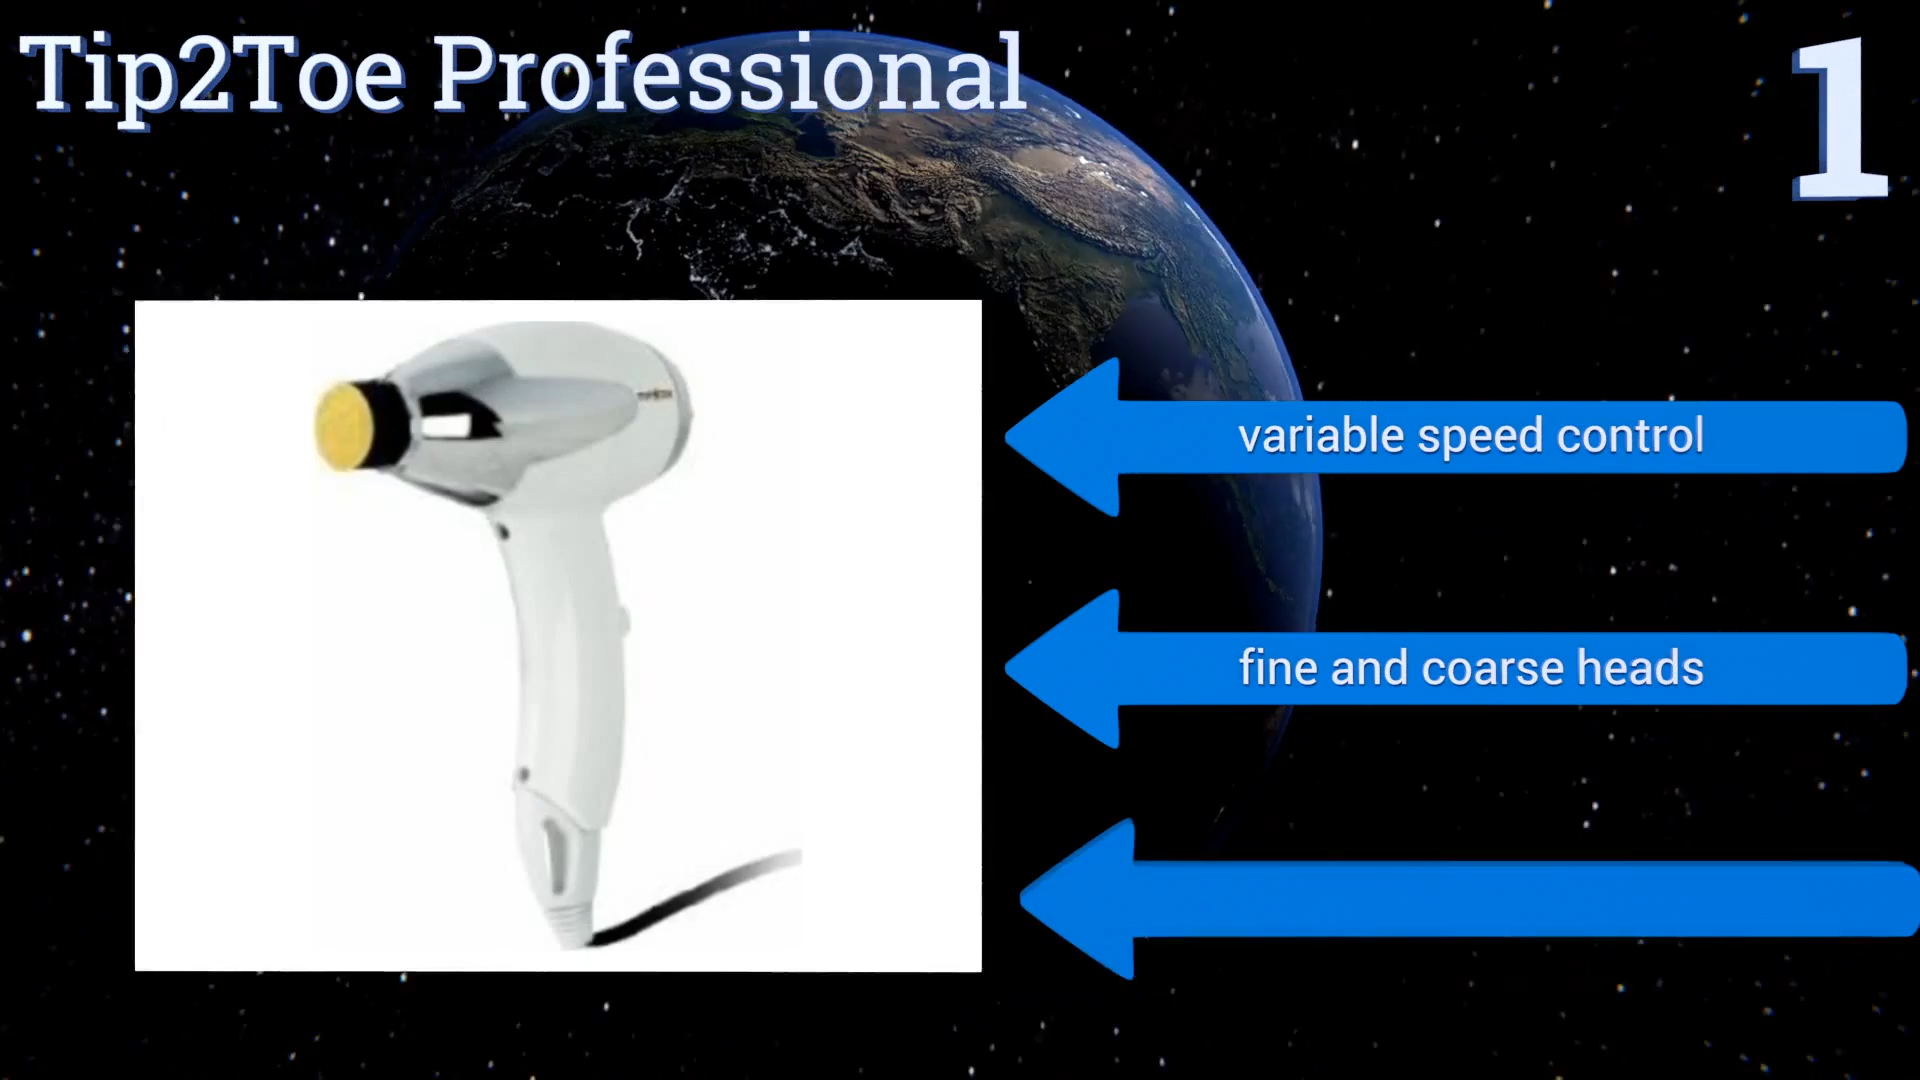 Tip2Toe Professional
1
variable speed control
fine and coarse heads